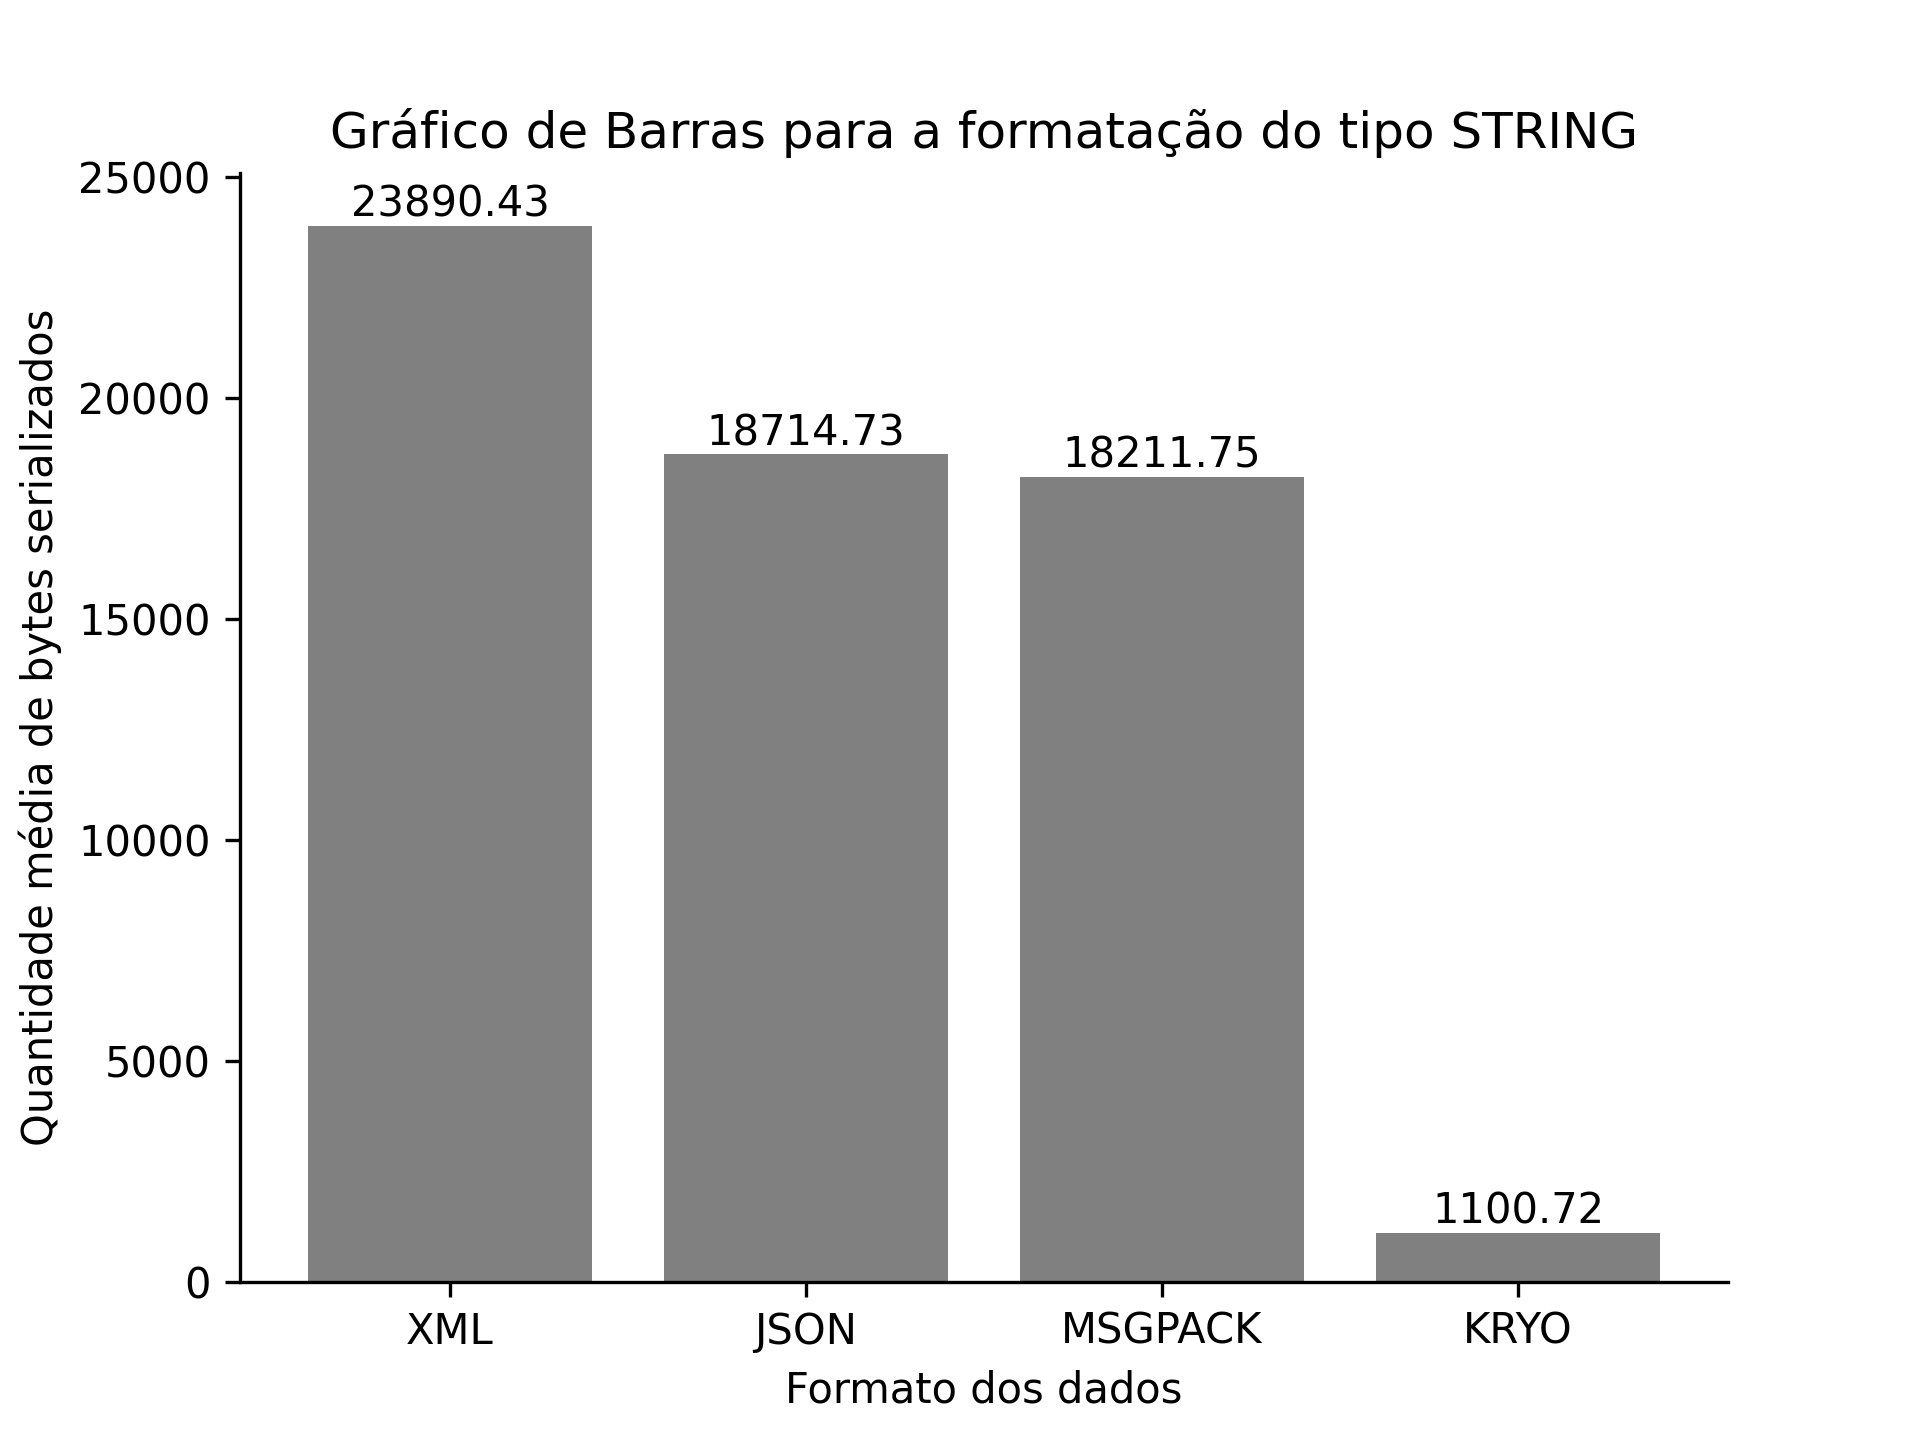 Gráfico de Barras para a formatação do tipo STRING
25000
23890.43
20000
18714.73
18211.75
15000
10000
5000
1100.72
0
Quantidade média de bytes serializados
XML
JSON
MSGPACK
KRYO
Formato dos dados